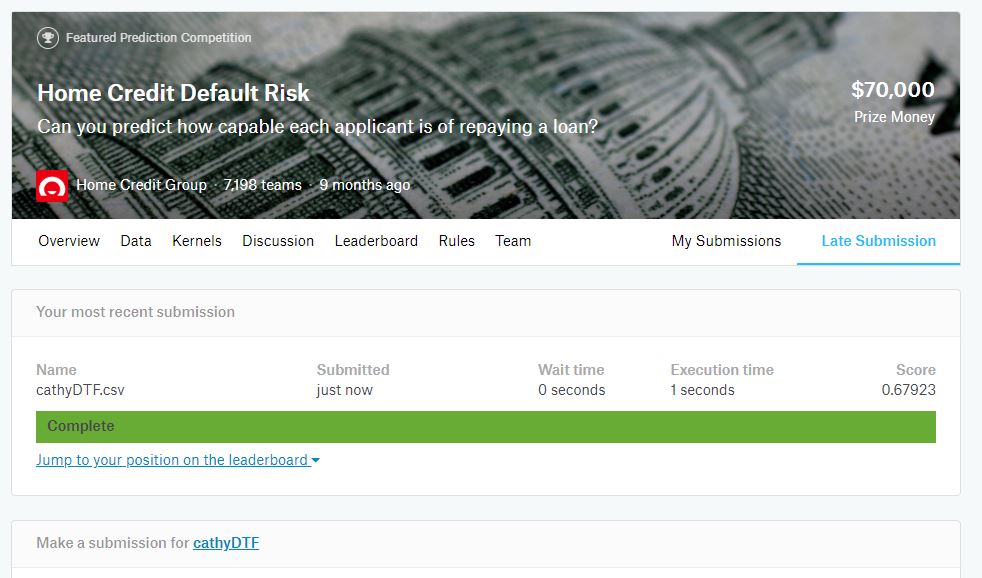 Featured Prediction Competition
Home Credit Default Risk
$70,000
Can you predict how capable each applicant is of repaying a loan?
Prize Money
Home Credit Group · 7,198 teams · 9 months ago
Overview Data Kernels Discussion Leaderboard Rules Team My Submissions Late Submission
Your most recent submission
Name Submitted Wait time Execution time Score
cathyDTF.csv just now 0 seconds 1 seconds 0.67923
Complete
Jump to your position on the leaderboard
Make a submission for cathyDTF